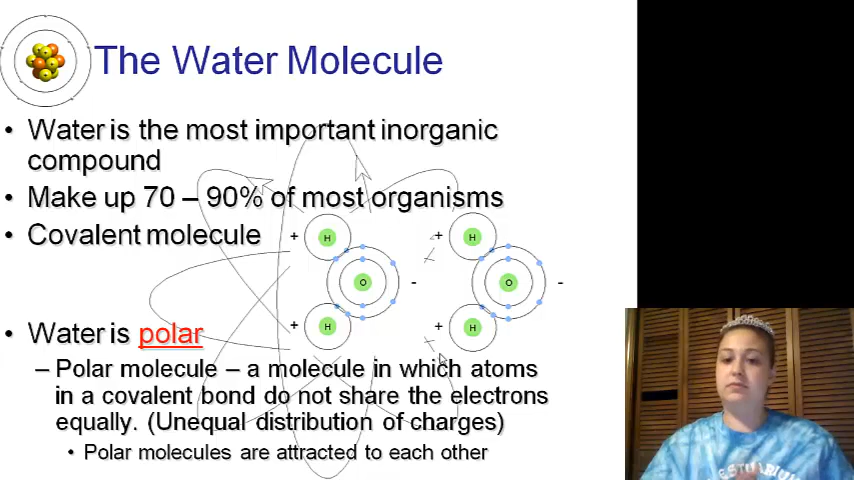 The Water Molecule
• Water is the most important inorganic
compound
• Make up 70 – 90% of most organisms
• Covalent molecule
+ H + H
O - O -
+ H + H
• Water is polar
– Polar molecule – a molecule in which atoms
in a covalent bond do not share the electrons
equally. (Unequal distribution of charges)
• Polar molecules are attracted to each other
ESTUARIUM